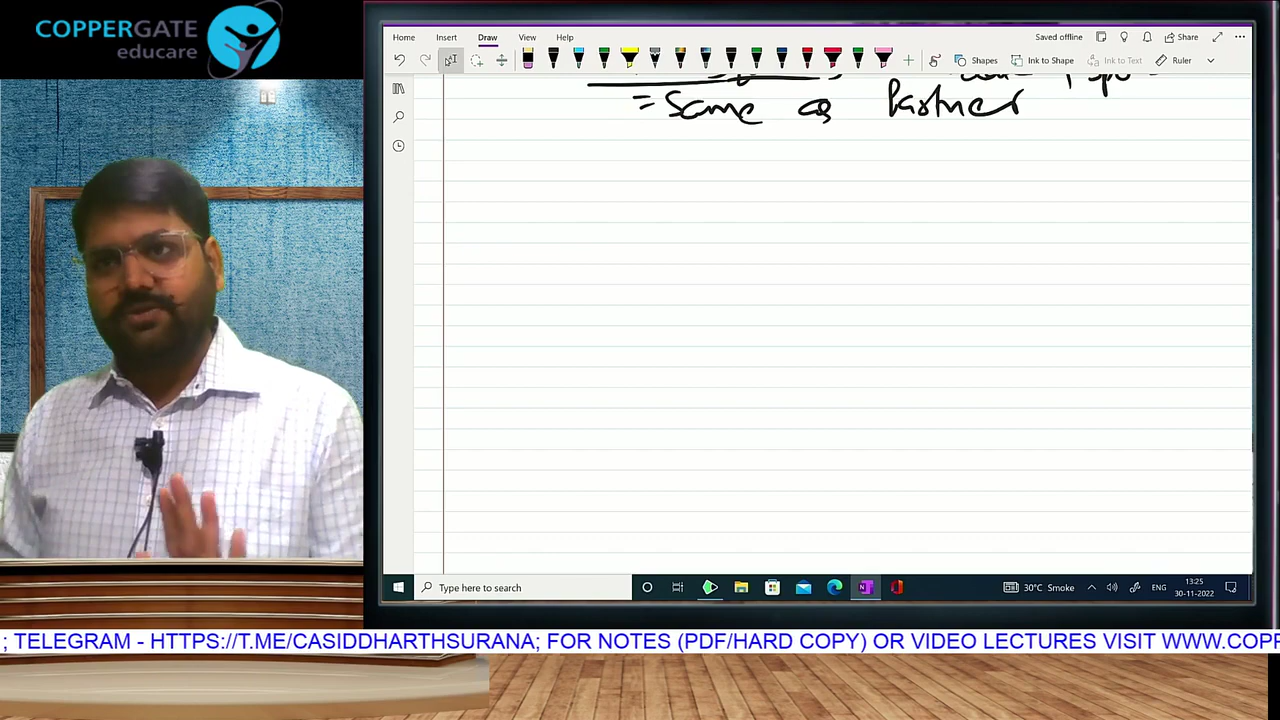 COPPERGATE
educare
Home Insert Draw View Help
Saved offline
Share
Shapes
Ink to Shape
Ink to Text
Ruler
= Same as Partner
Type here to search
30°C Smoke
ENG
13:25
30-11-2022
; TELEGRAM - HTTPS://T.ME/CASIDDHARTHSURANA; FOR NOTES (PDF/HARD COPY) OR VIDEO LECTURES VISIT WWW.COPP